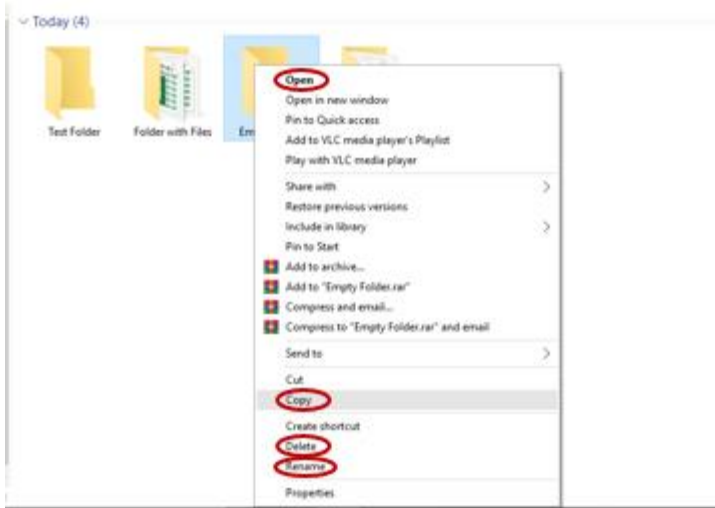 Today (4)
Test Folder
Folder with Files
Em
Open
Open in new window
Pin to Quick access
Add to VLC media player's Playlist
Play with VLC media player
Share with
Restore previous versions
Include in library
Pin to Start
Add to archive...
Add to "Empty Folder.rar"
Compress and email...
Compress to "Empty Folder.rar" and email
Send to
Cut
Copy
Create shortcut
Delete
Rename
Properties